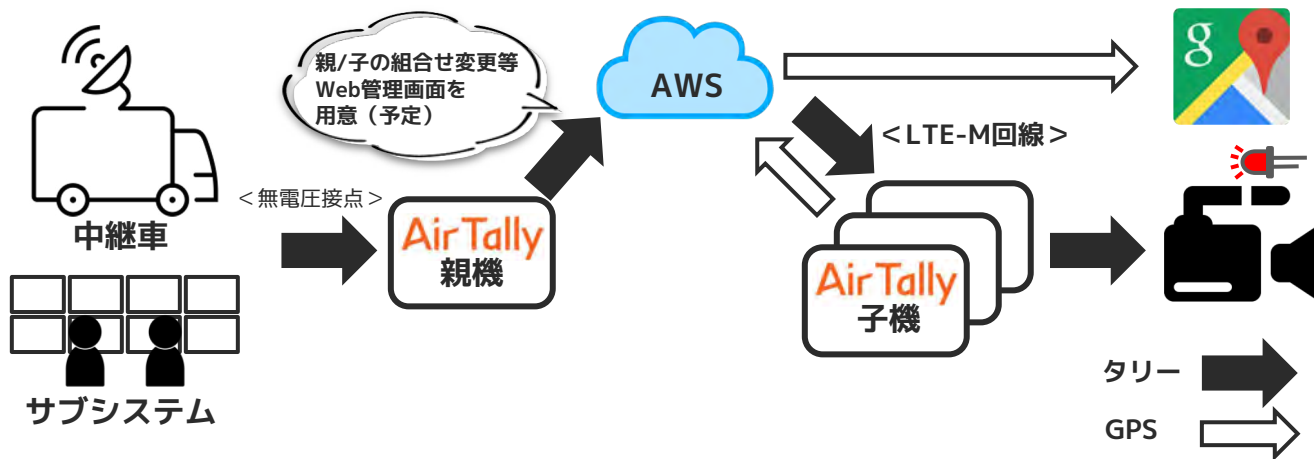 親/子の組合せ変更等
Web管理画面を
用意（予定）
AWS
g
＜LTE-M回線＞
＜無電圧接点＞
中継車
AirTally
親機
AirTally
子機
サブシステム
タリー
GPS